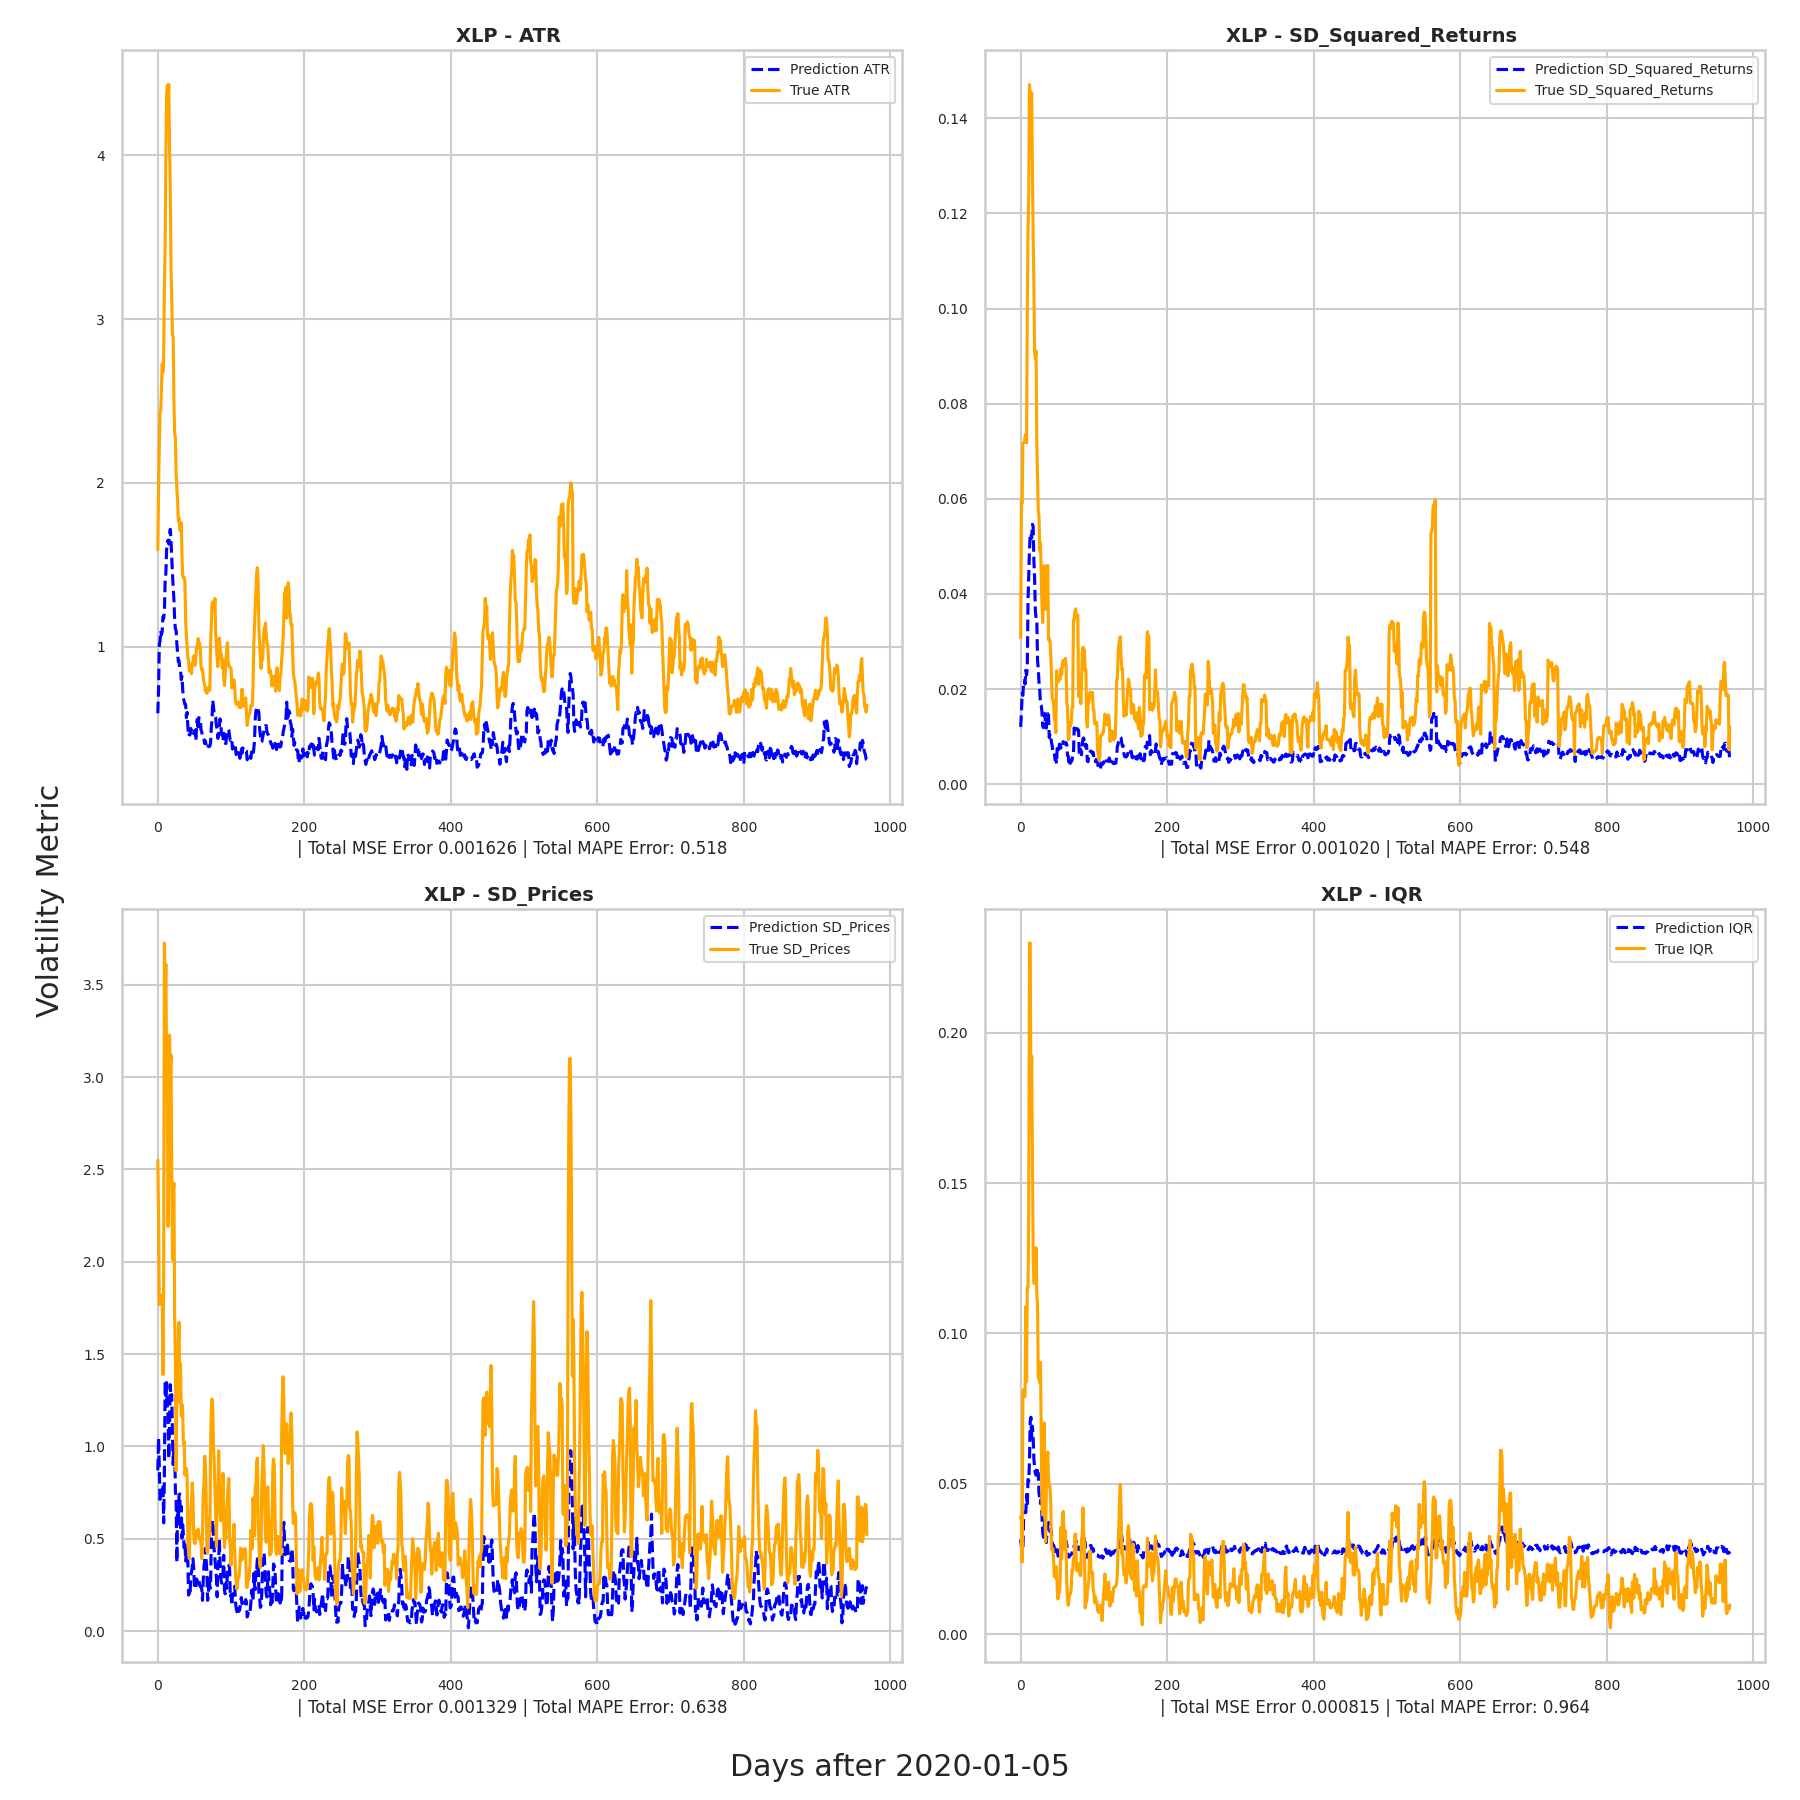 XLP - ATR
Prediction ATR
True ATR
4
3
2
1
0 200 400 600 800 1000
| Total MSE Error 0.001626 | Total MAPE Error: 0.518
XLP - SD_Squared_Returns
Prediction SD_Squared_Returns
True SD_Squared_Returns
0.14
0.12
0.10
0.08
0.06
0.04
0.02
0.00
0 200 400 600 800 1000
| Total MSE Error 0.001020 | Total MAPE Error: 0.548
Volatility Metric
XLP - SD_Prices
Prediction SD_Prices
True SD_Prices
3.5
3.0
2.5
2.0
1.5
1.0
0.5
0.0
0 200 400 600 800 1000
| Total MSE Error 0.001329 | Total MAPE Error: 0.638
XLP - IQR
Prediction IQR
True IQR
0.20
0.15
0.10
0.05
0.00
0 200 400 600 800 1000
| Total MSE Error 0.000815 | Total MAPE Error: 0.964
Days after 2020-01-05